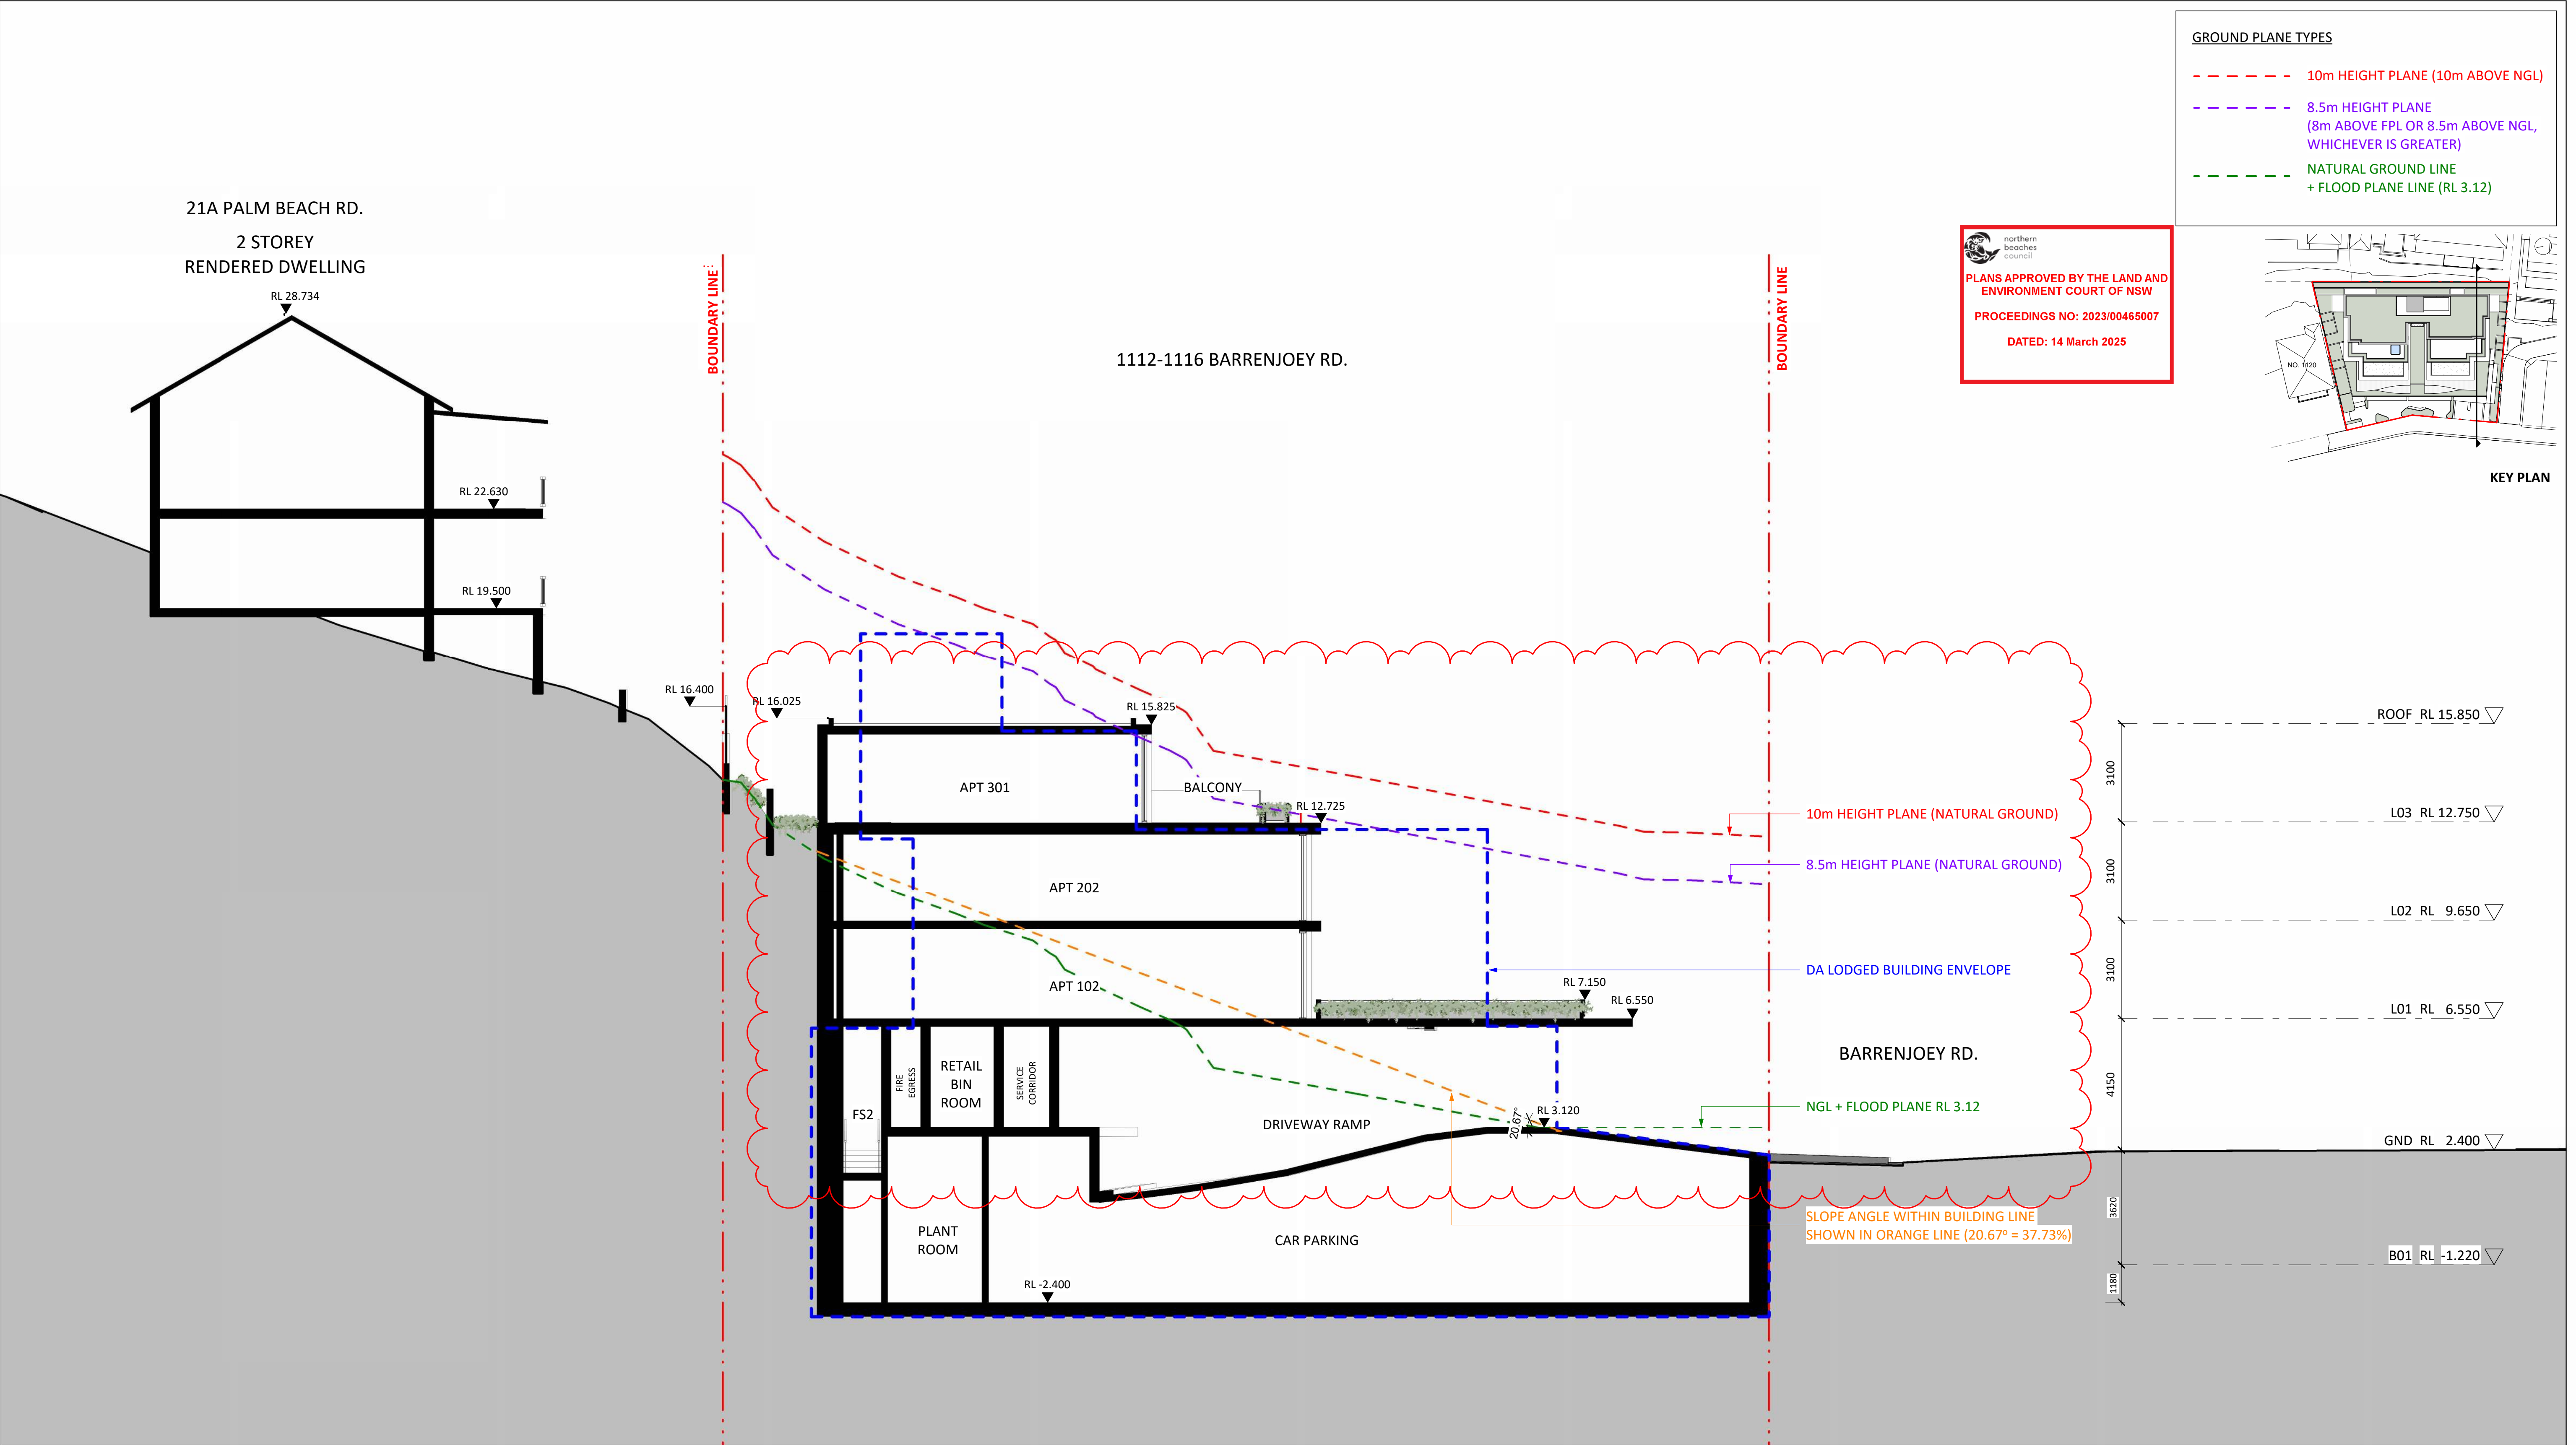 GROUND PLANE TYPES
10m HEIGHT PLANE (10m ABOVE NGL)
8.5m HEIGHT PLANE
(8m ABOVE FPL OR 8.5m ABOVE NGL,
WHICHEVER IS GREATER)
NATURAL GROUND LINE
+ FLOOD PLANE LINE (RL 3.12)
21A PALM BEACH RD.
2 STOREY
RENDERED DWELLING
RL 28.734
RL 22.630
RL 19.500
BOUNDARY LINE
1112-1116 BARRENJOEY RD.
BOUNDARY LINE
northern
beaches
council
PLANS APPROVED BY THE LAND AND
ENVIRONMENT COURT OF NSW
PROCEEDINGS NO: 2023/00465007
DATED: 14 March 2025
NO. 1120
KEY PLAN
RL 16.400
RL 16.025
RL 15.825
APT 301
BALCONY
RL 12.725
APT 202
APT 102
RL 7.150
RL 6.550
FS2
FIRE
EGRESS
RETAIL
BIN
ROOM
SERVICE
CORRIDOR
DRIVEWAY RAMP
20.67°
RL 3.120
PLANT
ROOM
CAR PARKING
RL -2.400
10m HEIGHT PLANE (NATURAL GROUND)
8.5m HEIGHT PLANE (NATURAL GROUND)
DA LODGED BUILDING ENVELOPE
BARRENJOEY RD.
NGL + FLOOD PLANE RL 3.12
SLOPE ANGLE WITHIN BUILDING LINE
SHOWN IN ORANGE LINE (20.67º = 37.73%)
3100
3100
3100
4150
3620
1180
ROOF RL 15.850
L03 RL 12.750
L02 RL 9.650
L01 RL 6.550
GND RL 2.400
B01 RL -1.220